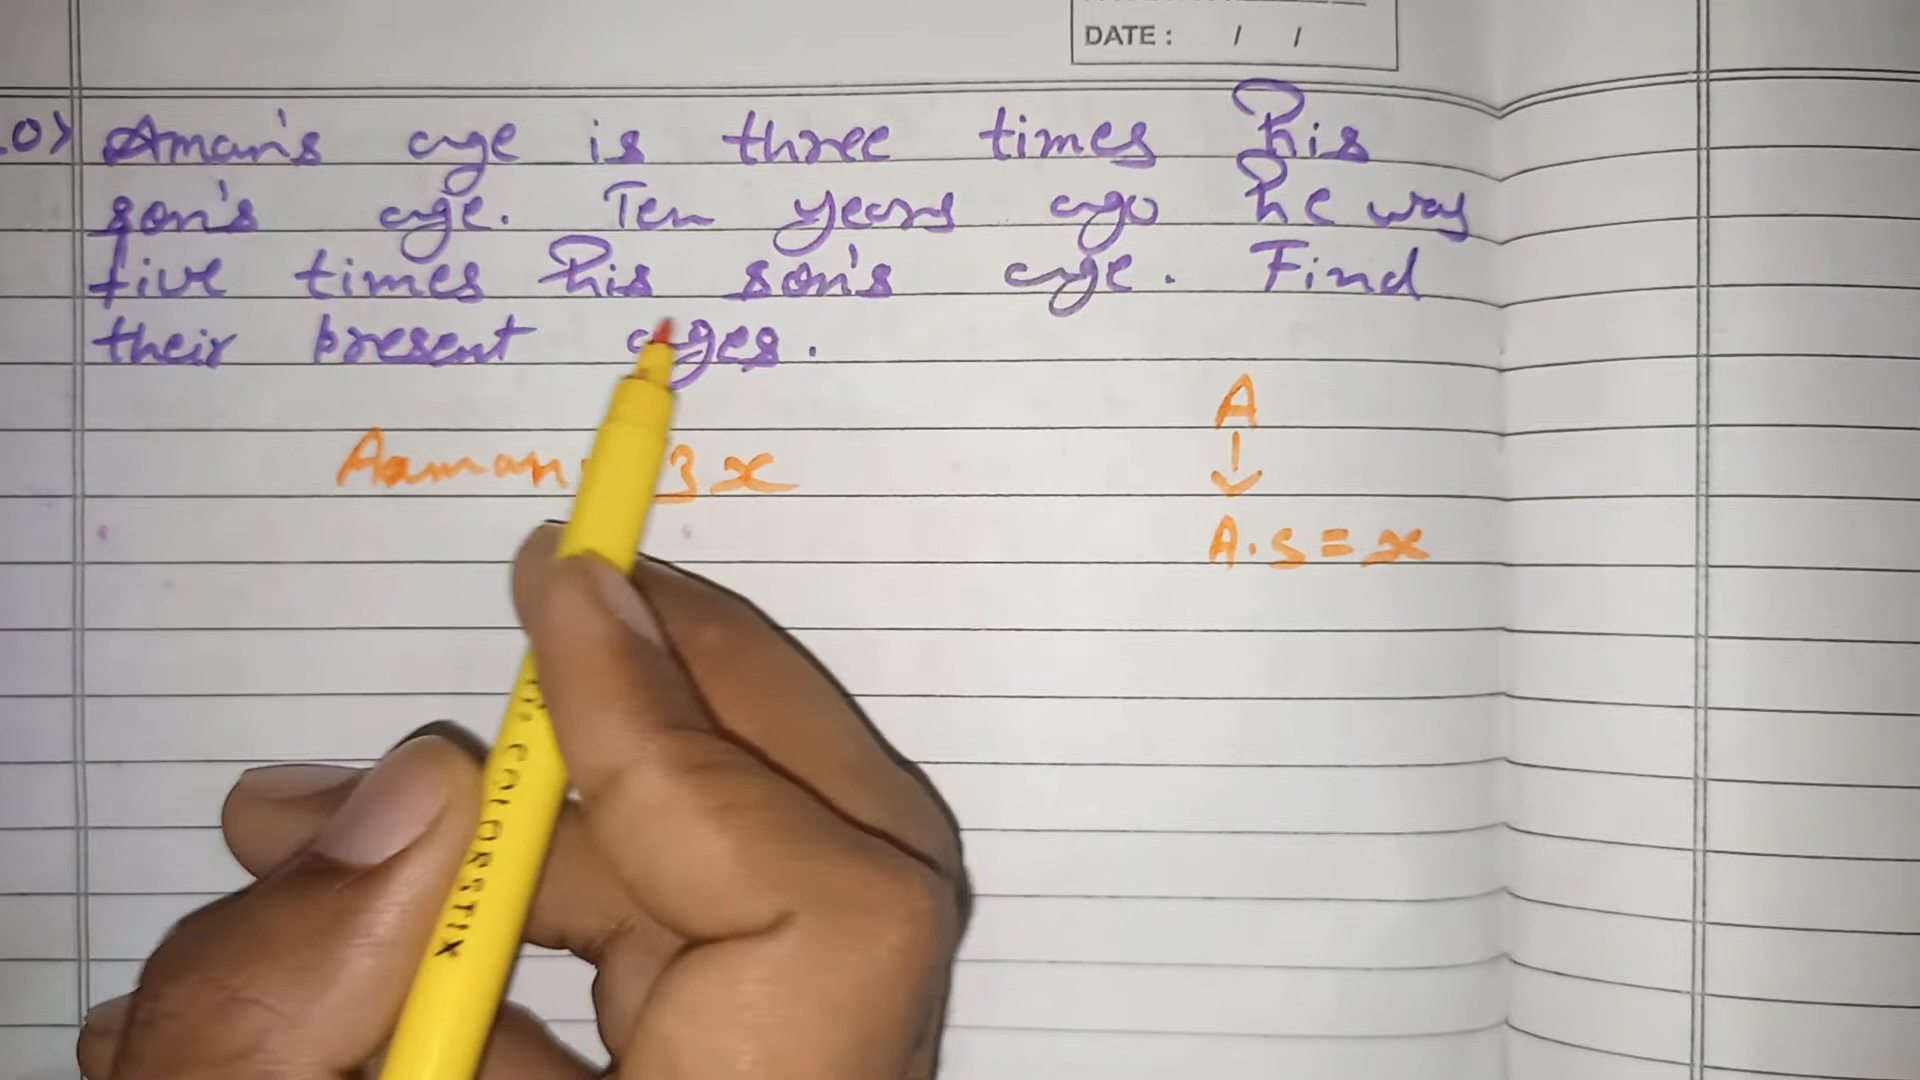 DATE : / /
.0) Aman's age is three times his
son's age. Ten years ago he was
five times his son's age. Find
their present ages.
A
Aaman 3x
A.S = x
COLORSTIX